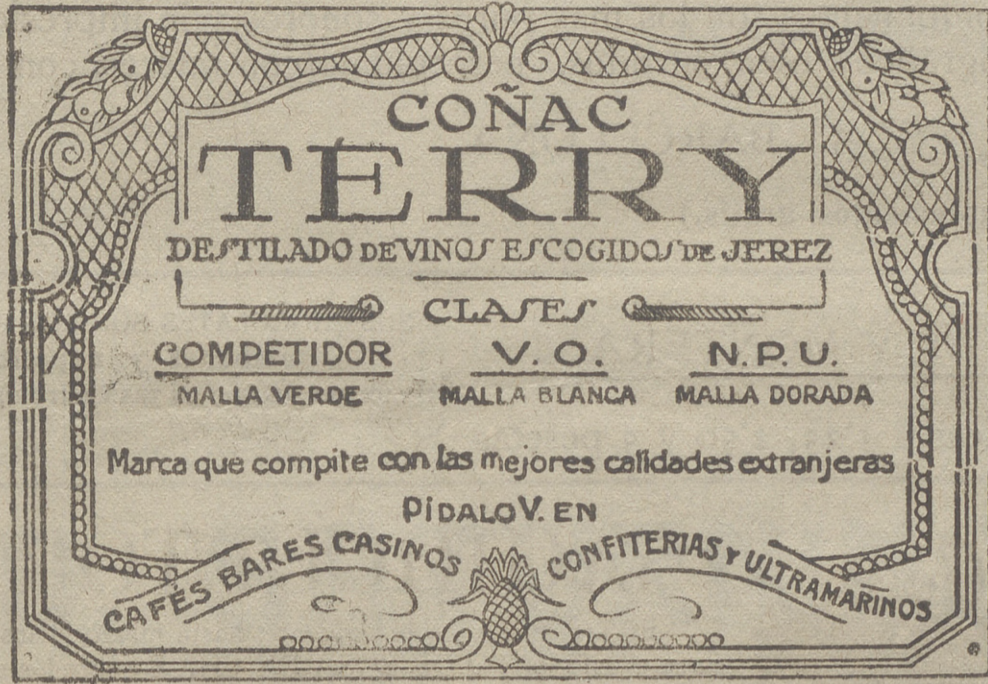 COÑAC
TERRY
DESTILADO DE VINOS ESCOGIDOS DE JEREZ
CLASES
COMPETIDOR V. O. N. P. U.
MALLA VERDE MALLA BLANCA MALLA DORADA
Marca que compite con las mejores calidades extranjeras
PÍDALO V. EN
CAFÉS BARES CASINOS CONFITERIAS Y ULTRAMARINOS